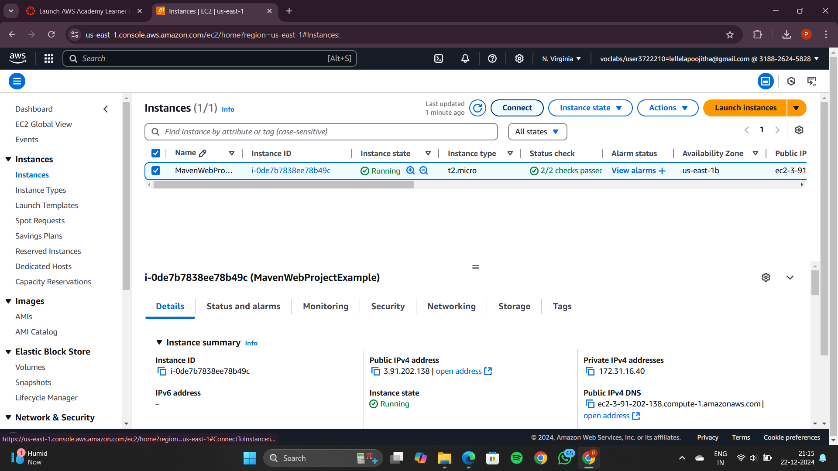 Launch AWS Academy Learner
Instances | EC2 | us-east-1
us-east-1.console.aws.amazon.com/ec2/home?region=us-east-1#Instances:
P
aws
Search
[Alt+S]
N. Virginia
voclabs/user3722210=lellelapoojitha@gmail.com @ 3188-2624-5828
Dashboard
EC2 Global View
Events
Instances
Instances
Instance Types
Launch Templates
Spot Requests
Savings Plans
Reserved Instances
Dedicated Hosts
Capacity Reservations
Images
AMIs
AMI Catalog
Elastic Block Store
Volumes
Snapshots
Lifecycle Manager
Network & Security
Instances (1/1) Info
Last updated
1 minute ago
Connect
Instance state
Actions
Launch instances
Find Instance by attribute or tag (case-sensitive)
All states
1
Name
Instance ID
Instance state
Instance type
Status check
Alarm status
Availability Zone
Public IP
MavenWebPro...
i-0de7b7838ee78b49c
Running
t2.micro
2/2 checks passec
View alarms
us-east-1b
ec2-3-91
i-0de7b7838ee78b49c (MavenWebProjectExample)
Details
Status and alarms
Monitoring
Security
Networking
Storage
Tags
Instance summary Info
Instance ID
i-0de7b7838ee78b49c
Public IPv4 address
3.91.202.138 | open address
Private IPv4 addresses
172.31.16.40
IPv6 address
–
Instance state
Running
Public IPv4 DNS
ec2-3-91-202-138.compute-1.amazonaws.com |
open address
https://us-east-1.console.aws.amazon.com/ec2/home?region=us-east-1#ConnectToInstance:i...
© 2024, Amazon Web Services, Inc. or its affiliates.
Privacy
Terms
Cookie preferences
1
Humid
Now
Search
ENG
IN
21:15
22-12-2024